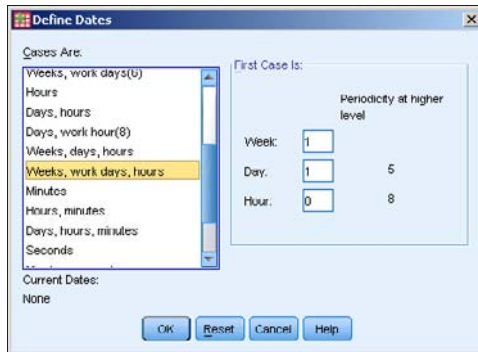 Define Dates
Cases Are:
Weeks, work days(6)
Hours
Days, hours
Days, work hour(8)
Weeks, days, hours
Weeks, work days, hours
Minutes
Hours, minutes
Days, hours, minutes
Seconds
Current Dates:
None
First Case Is:
Periodicity at higher
level
Week: 1
Day: 1 5
Hour: 0 8
OK Reset Cancel Help